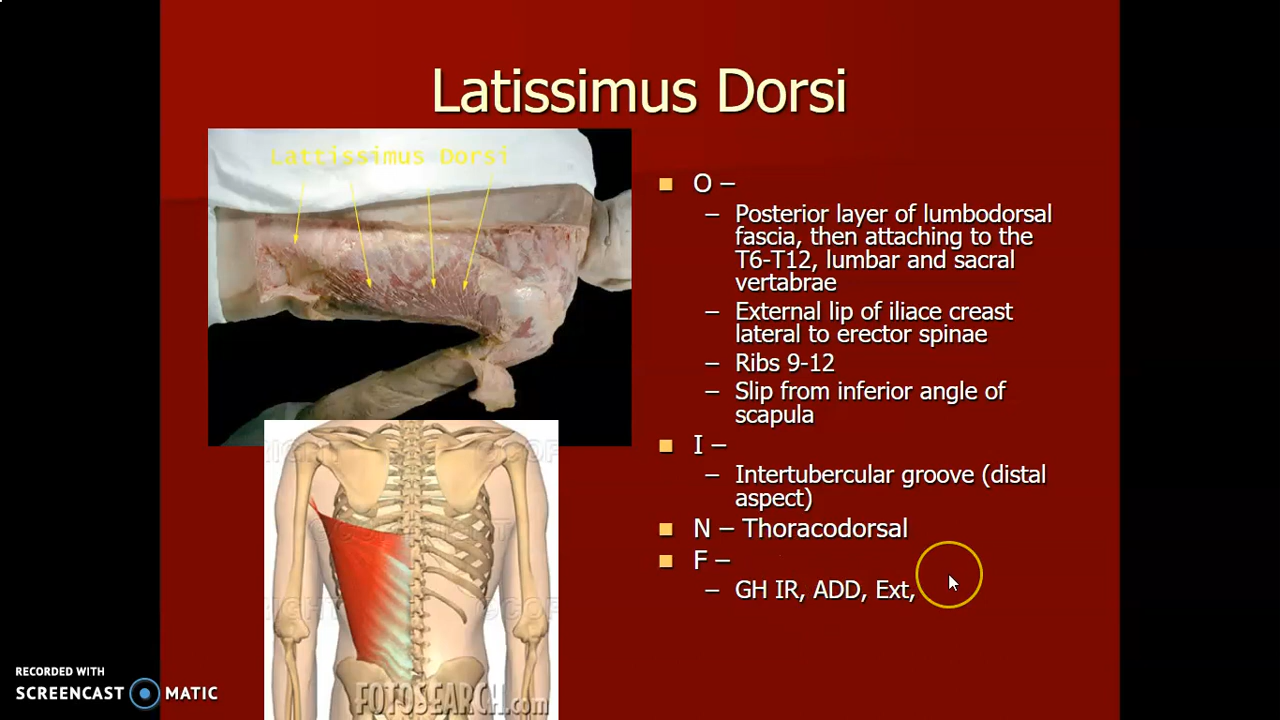 Latissimus Dorsi
Lattissimus Dorsi
O –
– Posterior layer of lumbodorsal
fascia, then attaching to the
T6-T12, lumbar and sacral
vertabrae
– External lip of iliace creast
lateral to erector spinae
– Ribs 9-12
– Slip from inferior angle of
scapula
I –
– Intertubercular groove (distal
aspect)
N – Thoracodorsal
F –
– GH IR, ADD, Ext,
FOTOSEARCH.com
RECORDED WITH
SCREENCAST MATIC